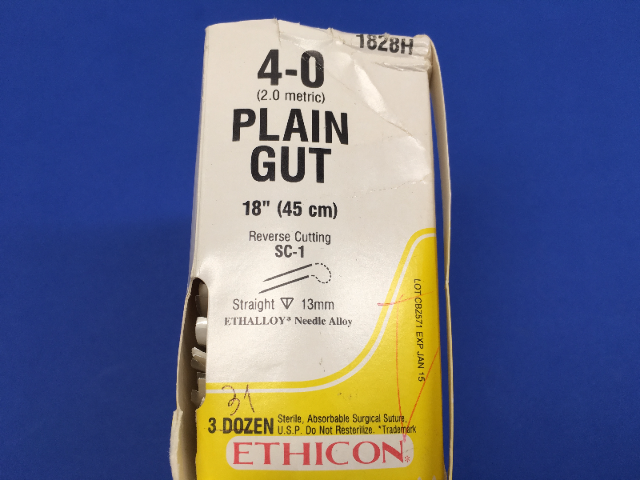 1828H
4-0
(2.0 metric)
PLAIN
GUT
18" (45 cm)
Reverse Cutting
SC-1
Straight 13mm
ETHALLOY* Needle Alloy
LOT CBZ571 EXP JAN 15
31
3 DOZEN Sterile, Absorbable Surgical Suture,
U.S.P. Do Not Resterilize. *Trademark
ETHICON*